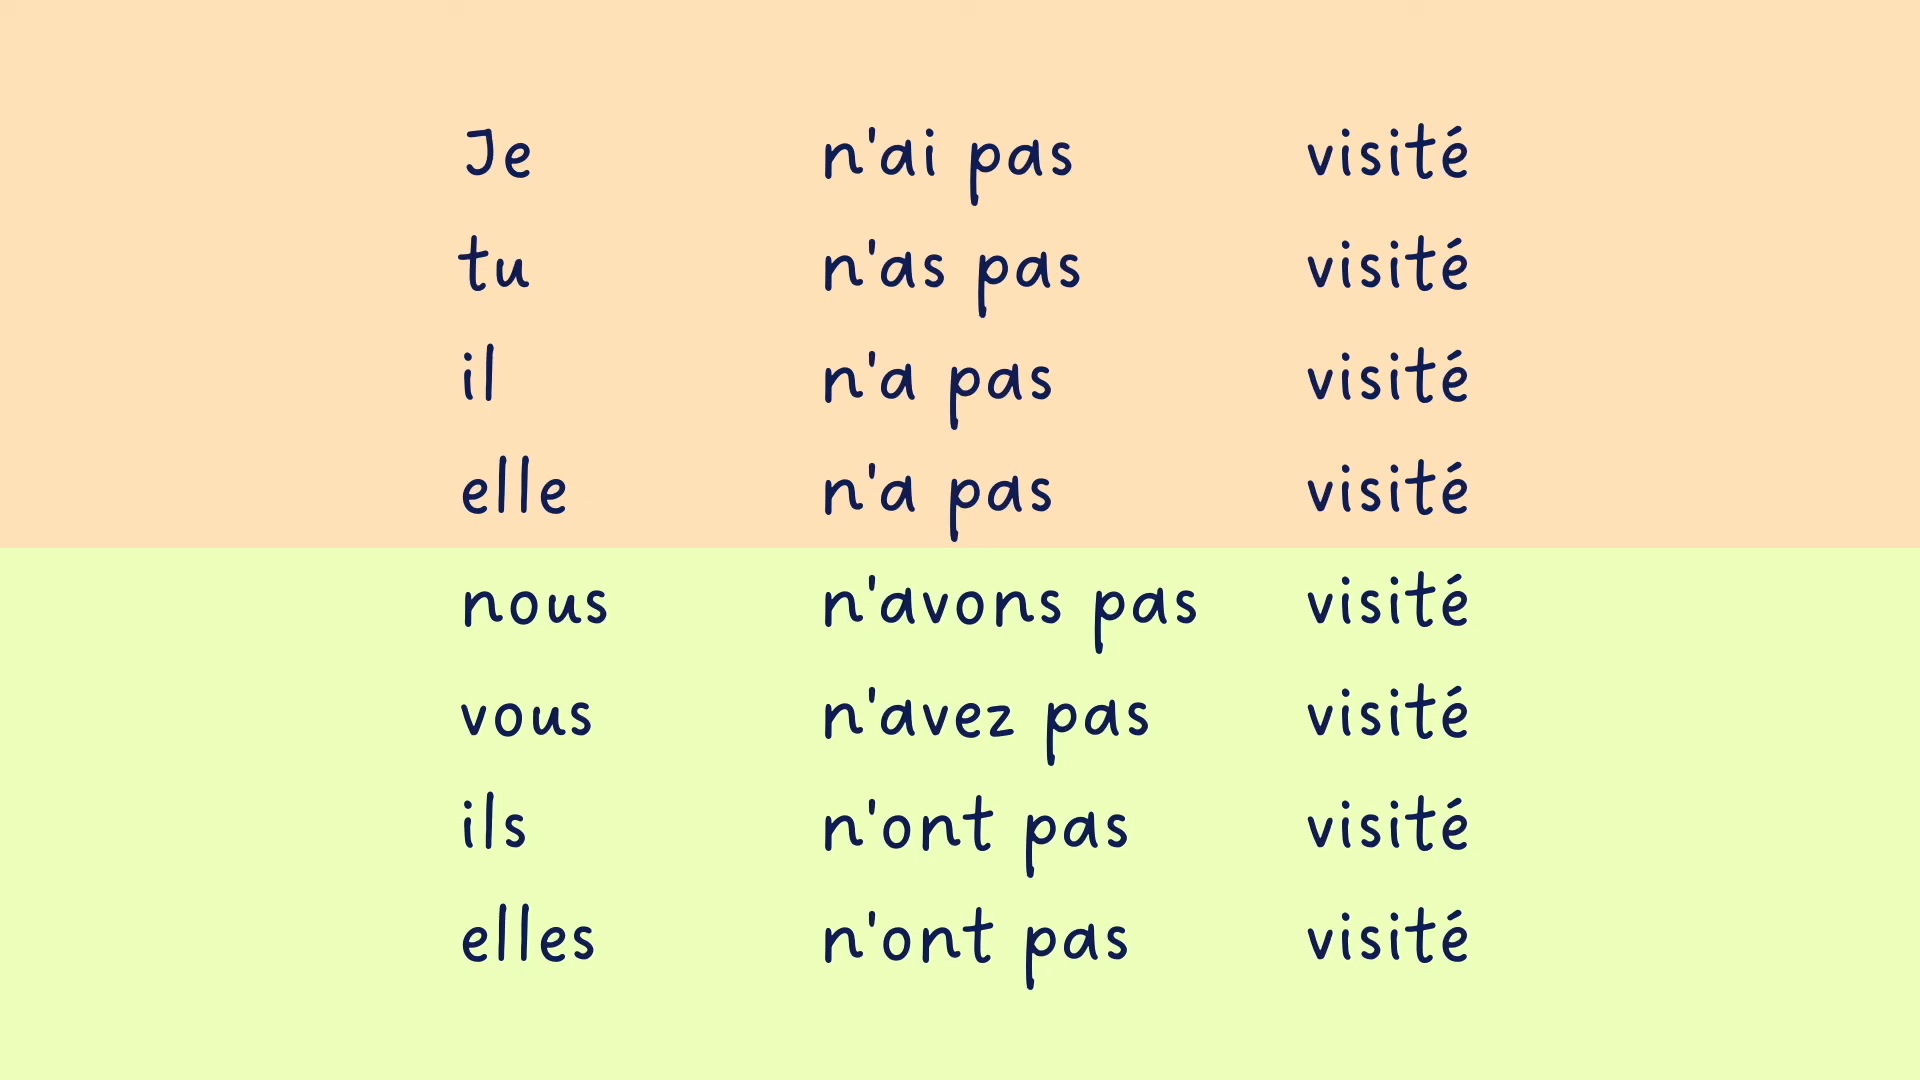 Je n'ai pas visité
tu n'as pas visité
il n'a pas visité
elle n'a pas visité
nous n'avons pas visité
vous n'avez pas visité
ils n'ont pas visité
elles n'ont pas visité